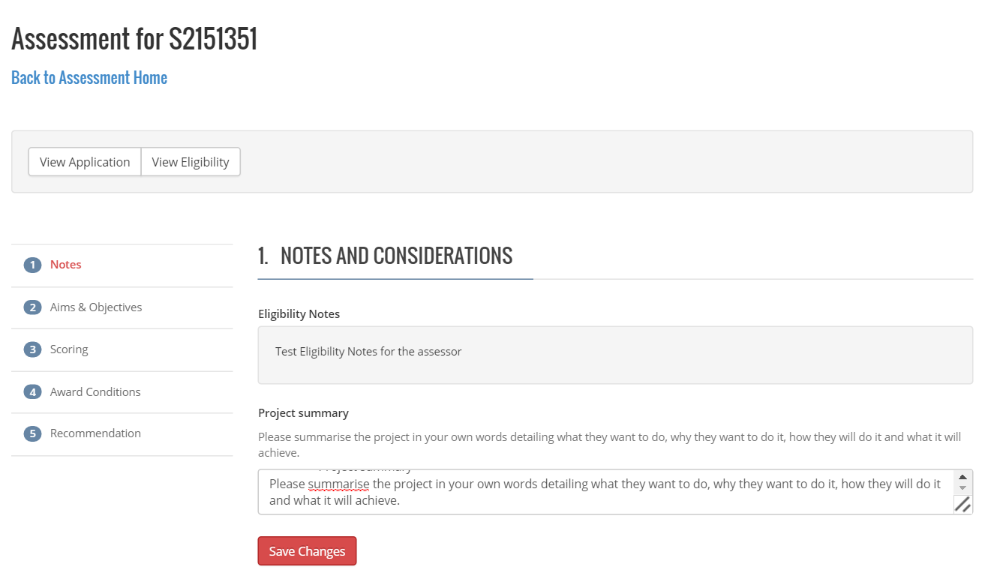 Assessment for S2151351
Back to Assessment Home
View Application View Eligibility
1 Notes
2 Aims & Objectives
3 Scoring
4 Award Conditions
5 Recommendation
1. NOTES AND CONSIDERATIONS
Eligibility Notes
Test Eligibility Notes for the assessor
Project summary
Please summarise the project in your own words detailing what they want to do, why they want to do it, how they will do it and what it will
achieve.
Project summary
Please summarise the project in your own words detailing what they want to do, why they want to do it, how they will do it
and what it will achieve.
Save Changes